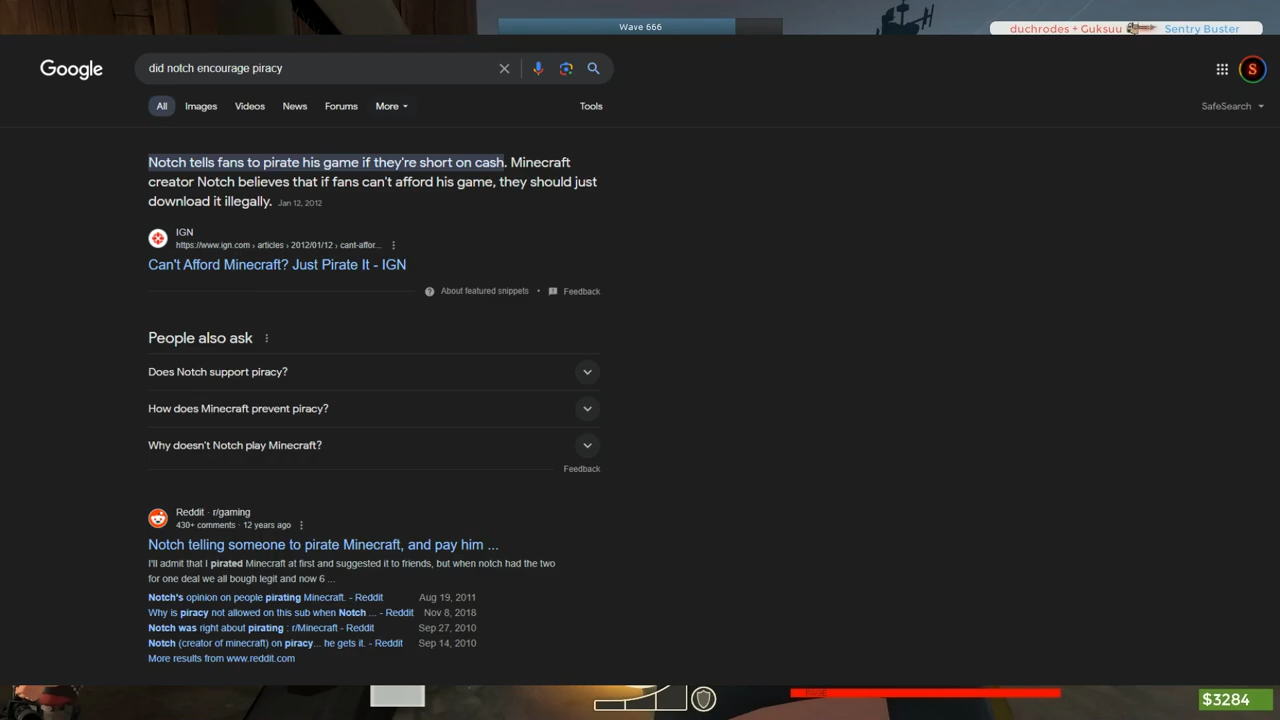 Wave 666
duchrodes + Guksuu Sentry Buster
Google
did notch encourage piracy
S
All Images Videos News Forums More Tools
SafeSearch
Notch tells fans to pirate his game if they're short on cash. Minecraft
creator Notch believes that if fans can't afford his game, they should just
download it illegally. Jan 12, 2012
IGN
https://www.ign.com › articles › 2012/01/12 › cant-affor...
Can't Afford Minecraft? Just Pirate It - IGN
About featured snippets • Feedback
People also ask
Does Notch support piracy?
How does Minecraft prevent piracy?
Why doesn't Notch play Minecraft?
Feedback
Reddit · r/gaming
430+ comments · 12 years ago
Notch telling someone to pirate Minecraft, and pay him ...
I'll admit that I pirated Minecraft at first and suggested it to friends, but when notch had the two
for one deal we all bough legit and now 6 ...
Notch's opinion on people pirating Minecraft. - Reddit Aug 19, 2011
Why is piracy not allowed on this sub when Notch ... - Reddit Nov 8, 2018
Notch was right about pirating : r/Minecraft - Reddit Sep 27, 2010
Notch (creator of minecraft) on piracy... he gets it. - Reddit Sep 14, 2010
More results from www.reddit.com
RAGE
$3284